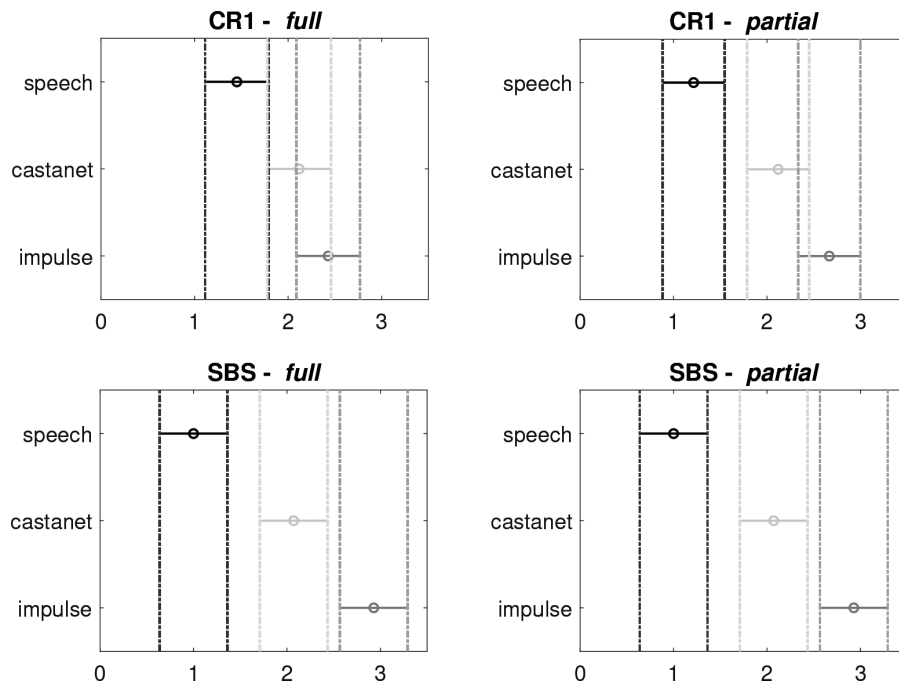 CR1 - full
speech
castanet
impulse
0 1 2 3
CR1 - partial
speech
castanet
impulse
0 1 2 3
SBS - full
speech
castanet
impulse
0 1 2 3
SBS - partial
speech
castanet
impulse
0 1 2 3